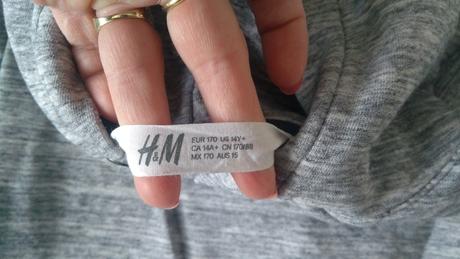 H&M
EUR 170 US 14Y+
CA 14A+ CN 170/88
MX 170 AUS 15